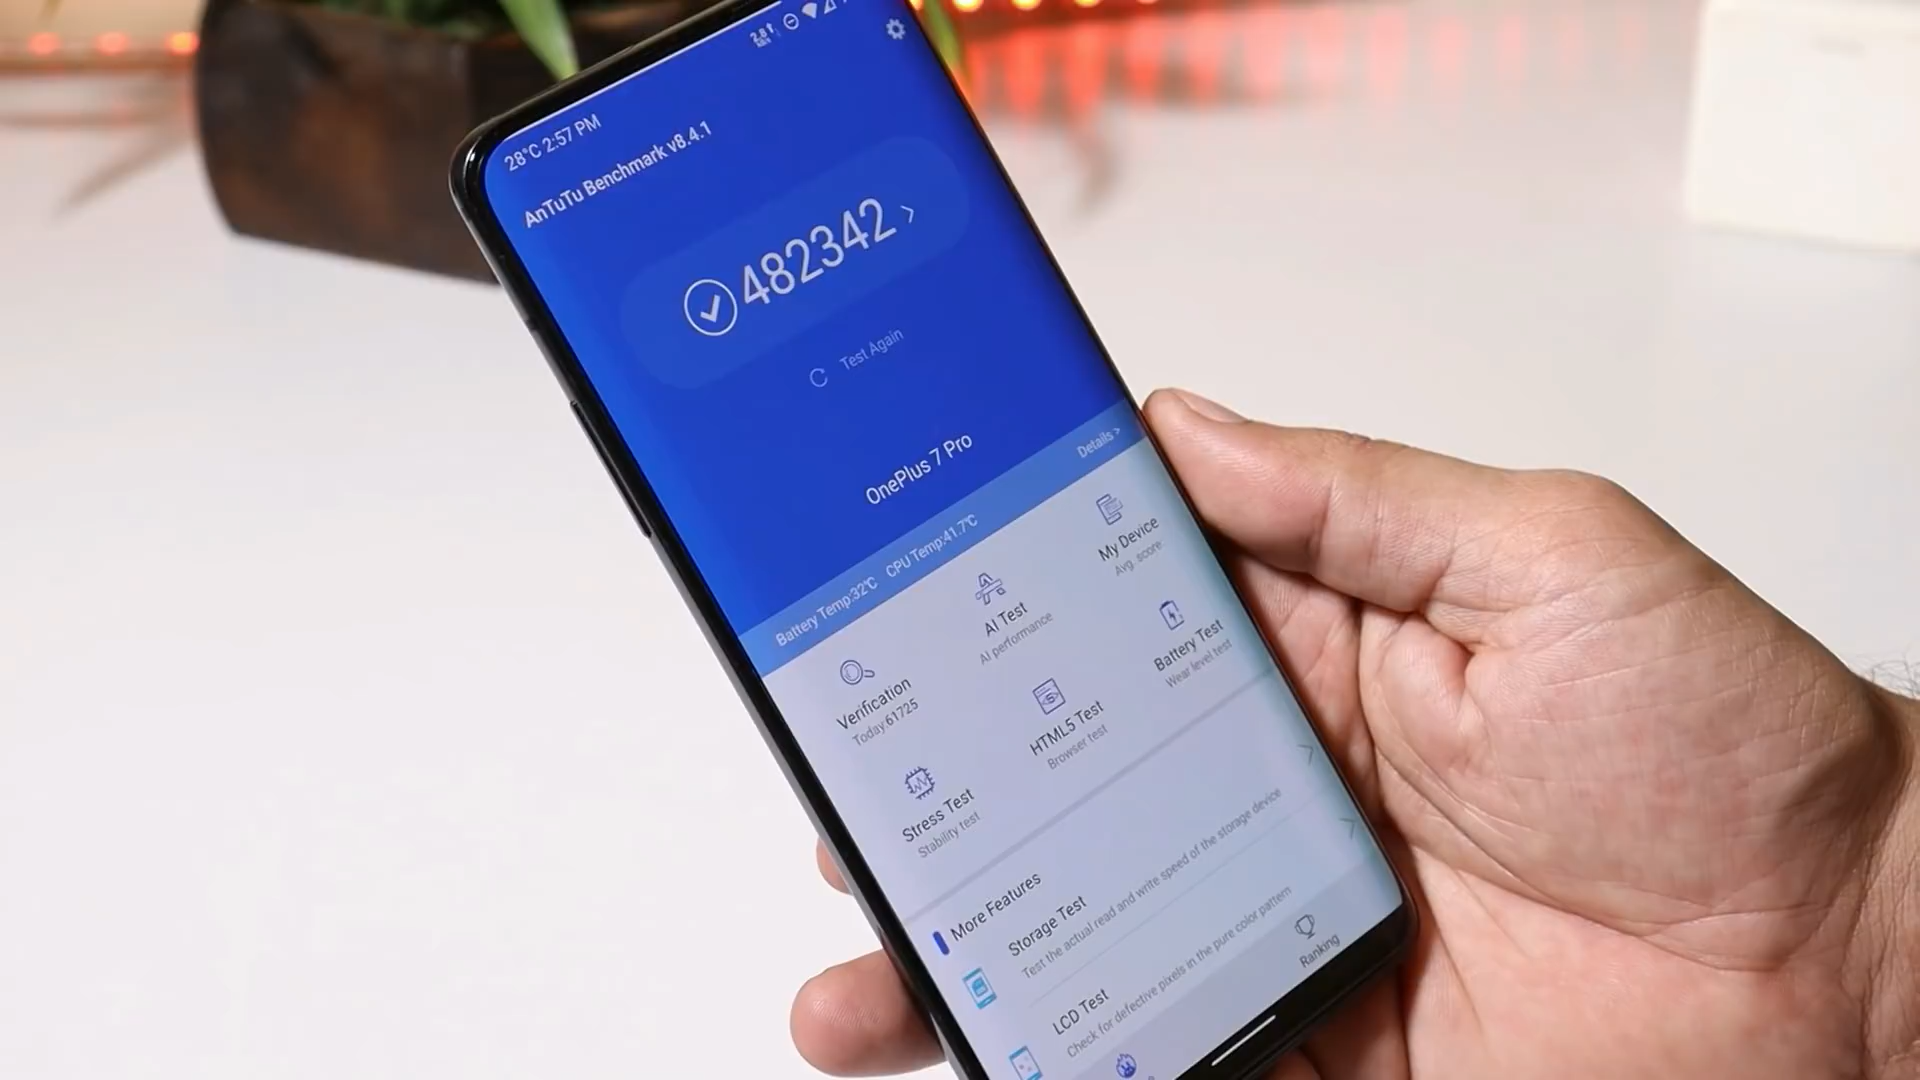 28°C 2:57 PM
2.8
AnTuTu Benchmark v8.4.1
482342 >
Test Again
OnePlus 7 Pro
Battery Temp:32°C CPU Temp:41.7°C Details >
Verification
Today:61725
AI Test
AI performance
My Device
Avg. score
Stress Test
Stability test
HTML5 Test
Browser test
Battery Test
Wear level test
More Features
Storage Test
Test the actual read and write speed of the storage device
LCD Test
Check for defective pixels in the pure color pattern
Ranking